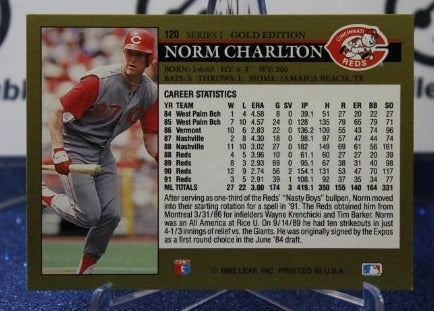 120 SERIES 1 GOLD EDITION
NORM CHARLTON
CINCINNATI
REDS
BORN: 1-6-63 HT: 6'3" WT: 205
BATS: S THROWS: L HOME: JAMAICA BEACH, TX
CAREER STATISTICS
YR TEAM W L ERA G SV IP H R ER BB SO
84 West Palm Bch 1 4 4.58 8 0 39.1 51 27 20 22 27
85 West Palm Bch 7 10 4.57 24 0 128 135 79 65 79 71
86 Vermont 10 6 2.83 22 0 136.2 109 55 43 74 96
87 Nashville 2 8 4.30 18 0 98.1 97 57 47 44 74
88 Nashville 11 10 3.02 27 0 182 149 69 61 56 161
88 Reds 4 5 3.96 10 0 61.1 60 27 27 20 39
89 Reds 8 3 2.93 69 0 95.1 67 38 31 40 98
90 Reds 12 9 2.74 56 2 154.1 131 53 47 70 117
91 Reds 3 5 2.91 39 1 108.1 92 37 35 34 77
ML TOTALS 27 22 3.00 174 3 419.1 350 155 140 164 331
After serving as one-third of the Reds' "Nasty Boys" bullpen, Norm moved
into their starting rotation for a spell in '91. The Reds obtained him from
Montreal 3/31/86 for infielders Wayne Krenchicki and Tim Barker. Norm
was an All-American at Rice U. On 9/14/89 he had ten strikeouts in just
4-1/3 innings of relief vs. the Giants. He was originally signed by the Expos
as a first round choice in the June '84 draft.
© 1992 LEAF, INC. PRINTED IN U.S.A.